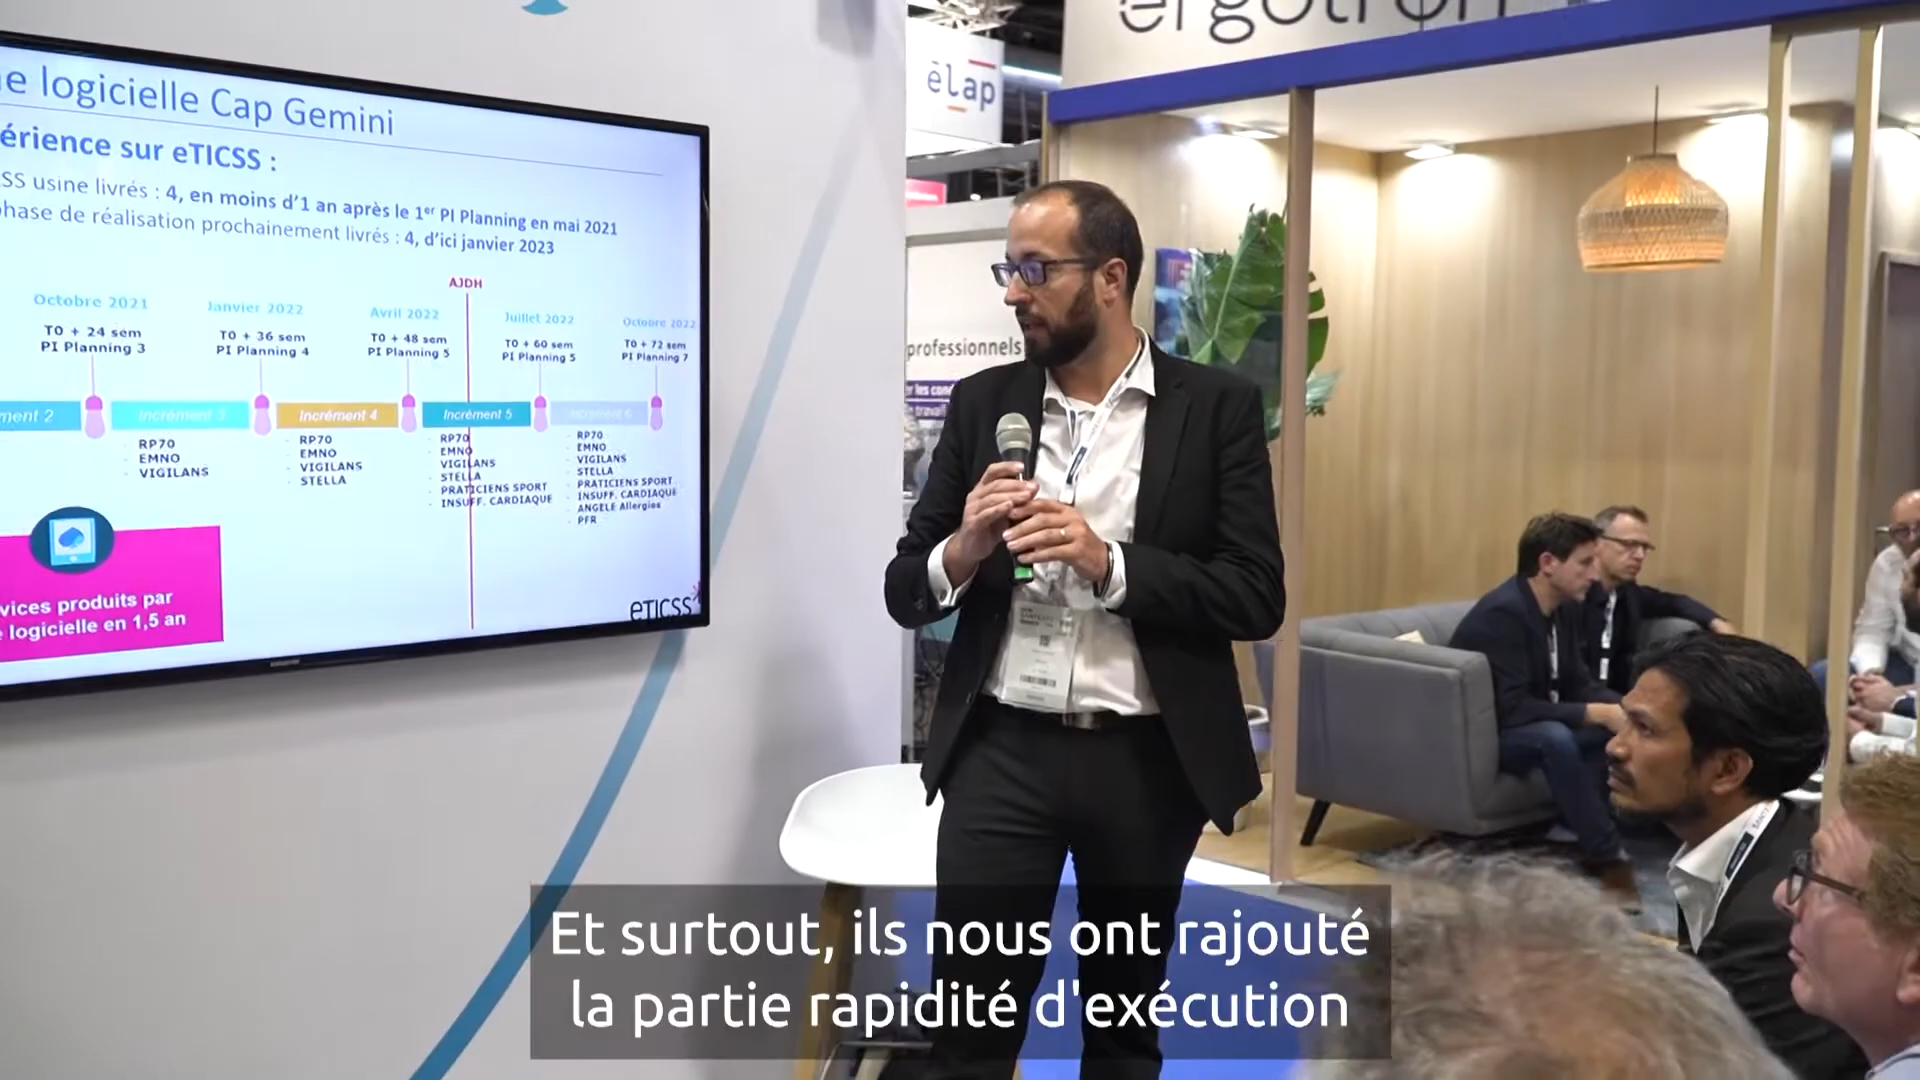 ergotron
ēlap
e logicielle Cap Gemini
érience sur eTICSS :
SS usine livrés : 4, en moins d'1 an après le 1er PI Planning en mai 2021
phase de réalisation prochainement livrés : 4, d'ici janvier 2023
AJDH
Octobre 2021
T0 + 24 sem
PI Planning 3
Janvier 2022
T0 + 36 sem
PI Planning 4
Avril 2022
T0 + 48 sem
PI Planning 5
Juillet 2022
T0 + 60 sem
PI Planning 5
Octobre 2022
T0 + 72 sem
PI Planning 7
ment 2
Incrément 3
Incrément 4
Incrément 5
Incrément 6
- RP70
- EMNO
- VIGILANS
- RP70
- EMNO
- VIGILANS
- STELLA
- RP70
- EMNO
- VIGILANS
- STELLA
- PRATICIENS SPORT
- INSUFF. CARDIAQUE
- RP70
- EMNO
- VIGILANS
- STELLA
- PRATICIENS SPORT
- INSUFF. CARDIAQUE
- ANGELE Allergies
- PFR
vices produits par
logicielle en 1,5 an
eTICSS
professionnels
Et surtout, ils nous ont rajouté
la partie rapidité d'exécution